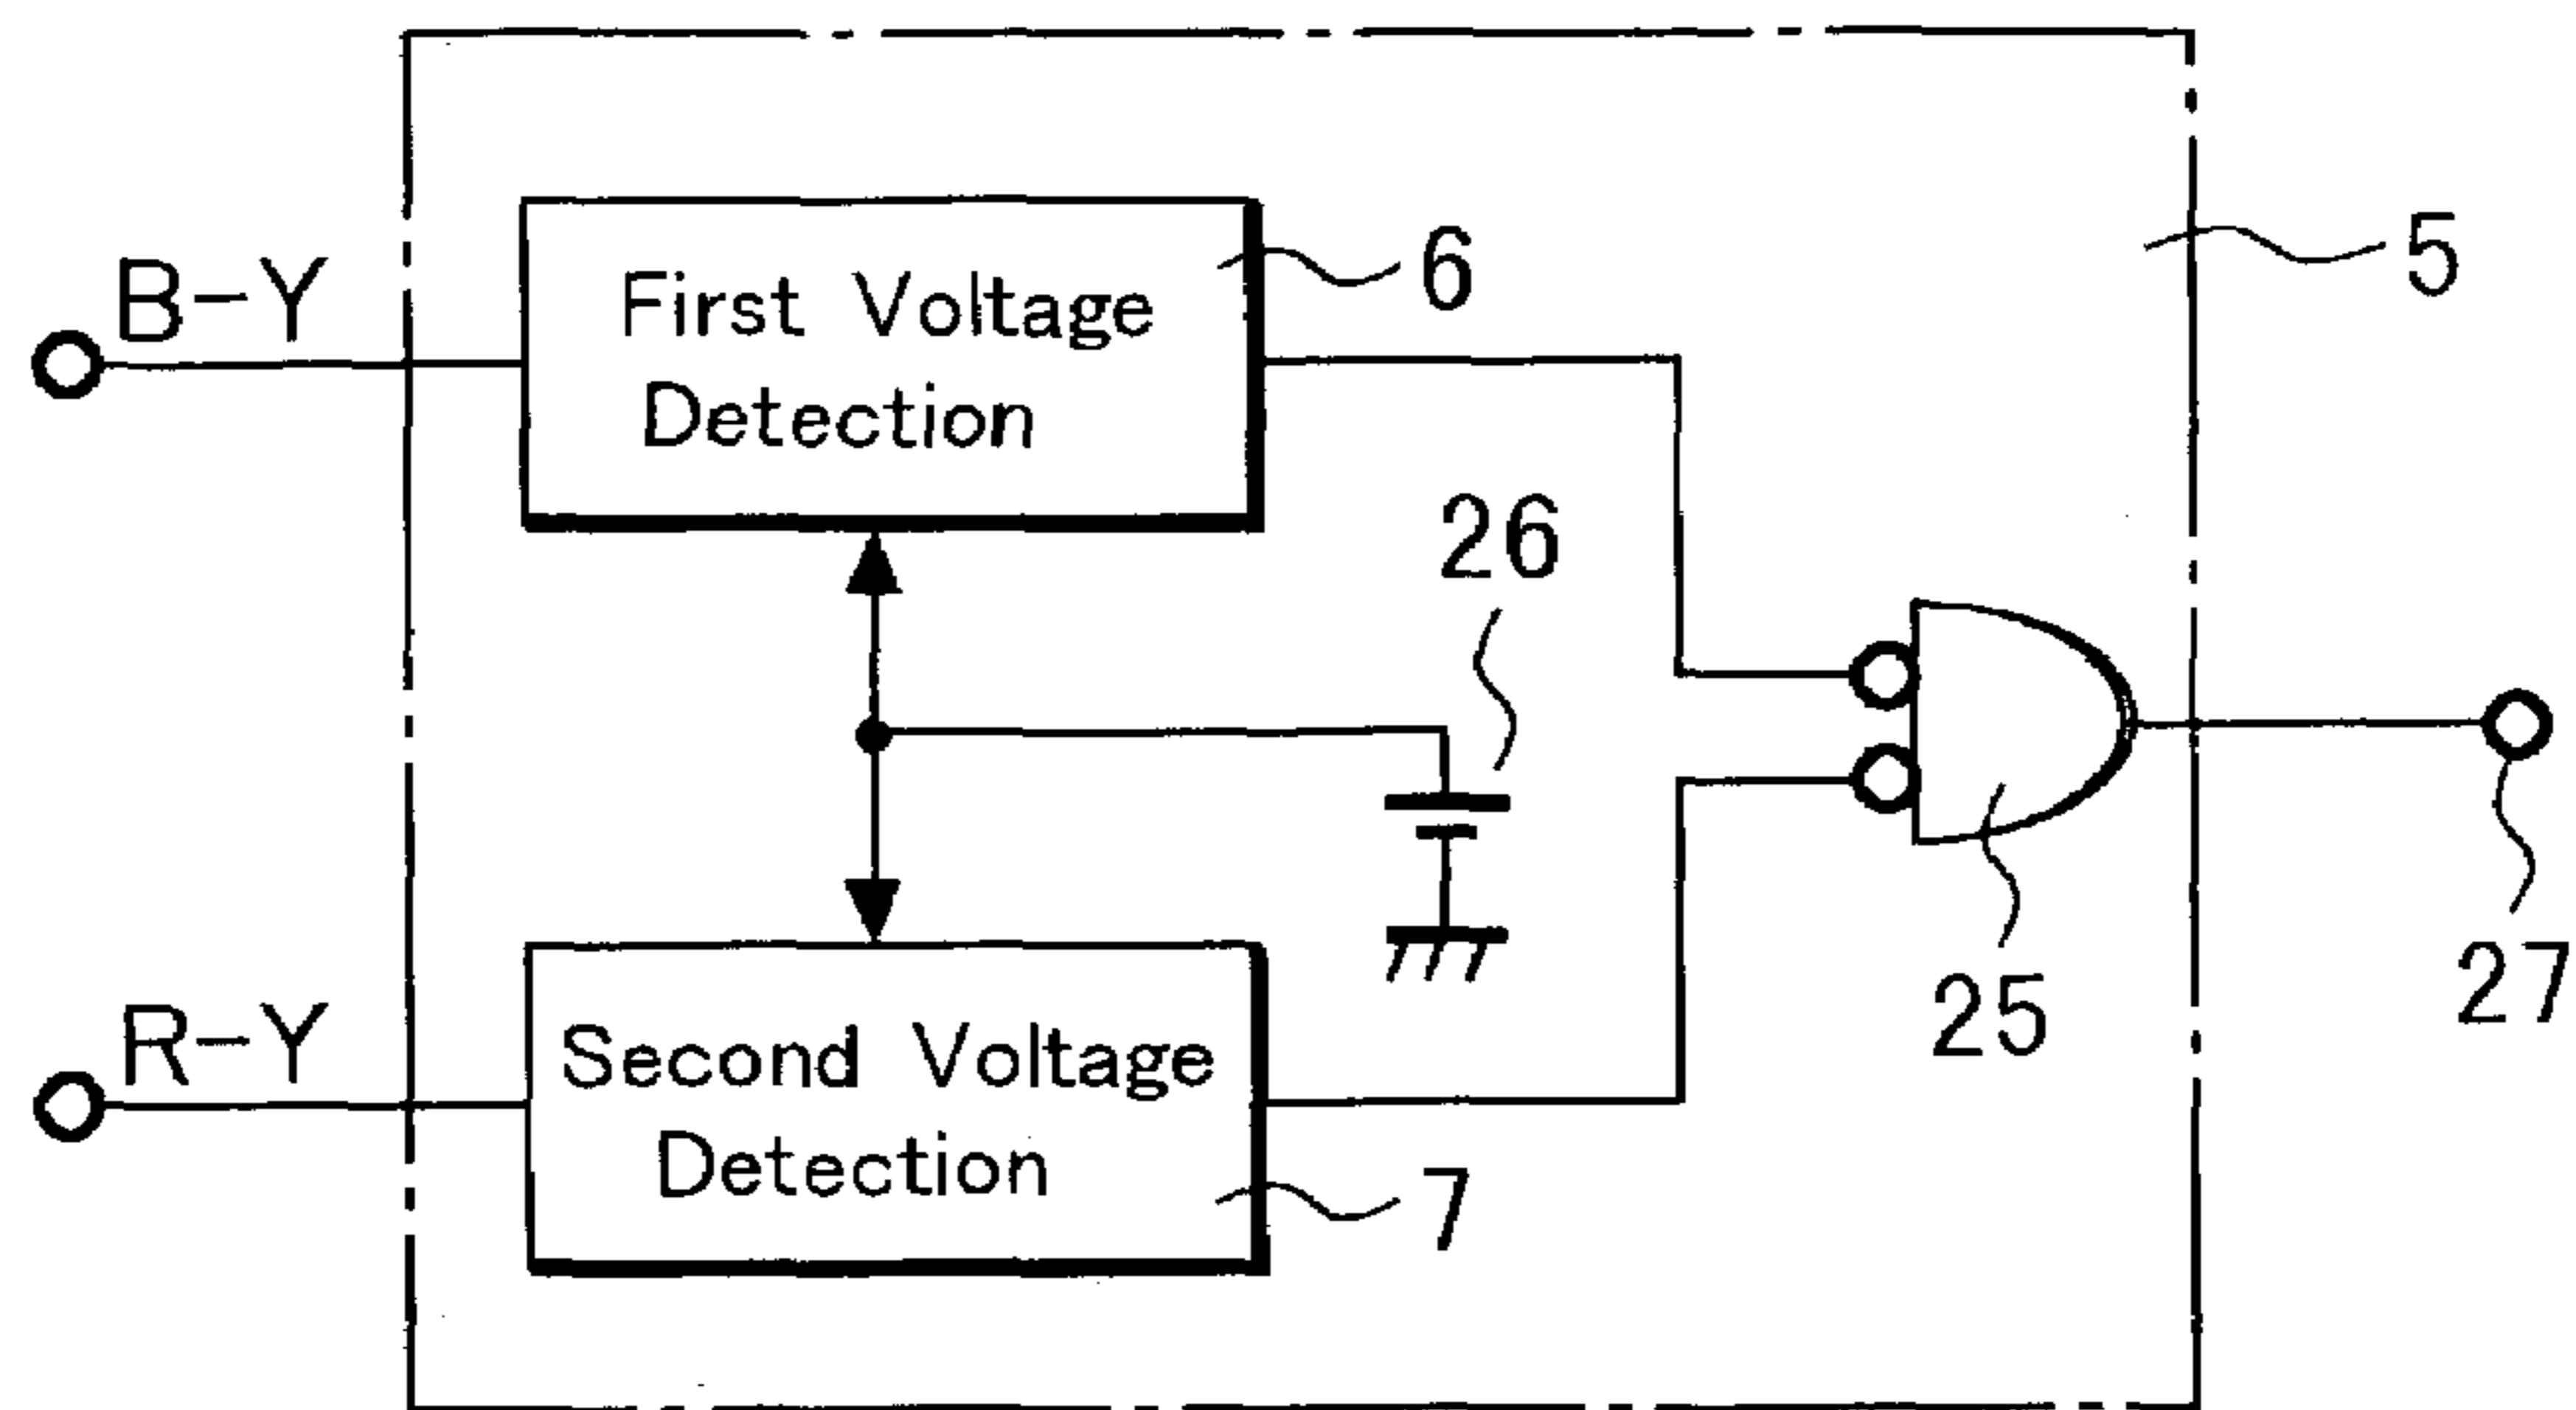 B-Y
First Voltage
Detection
6
5
26
R-Y
Second Voltage
Detection
7
25
27